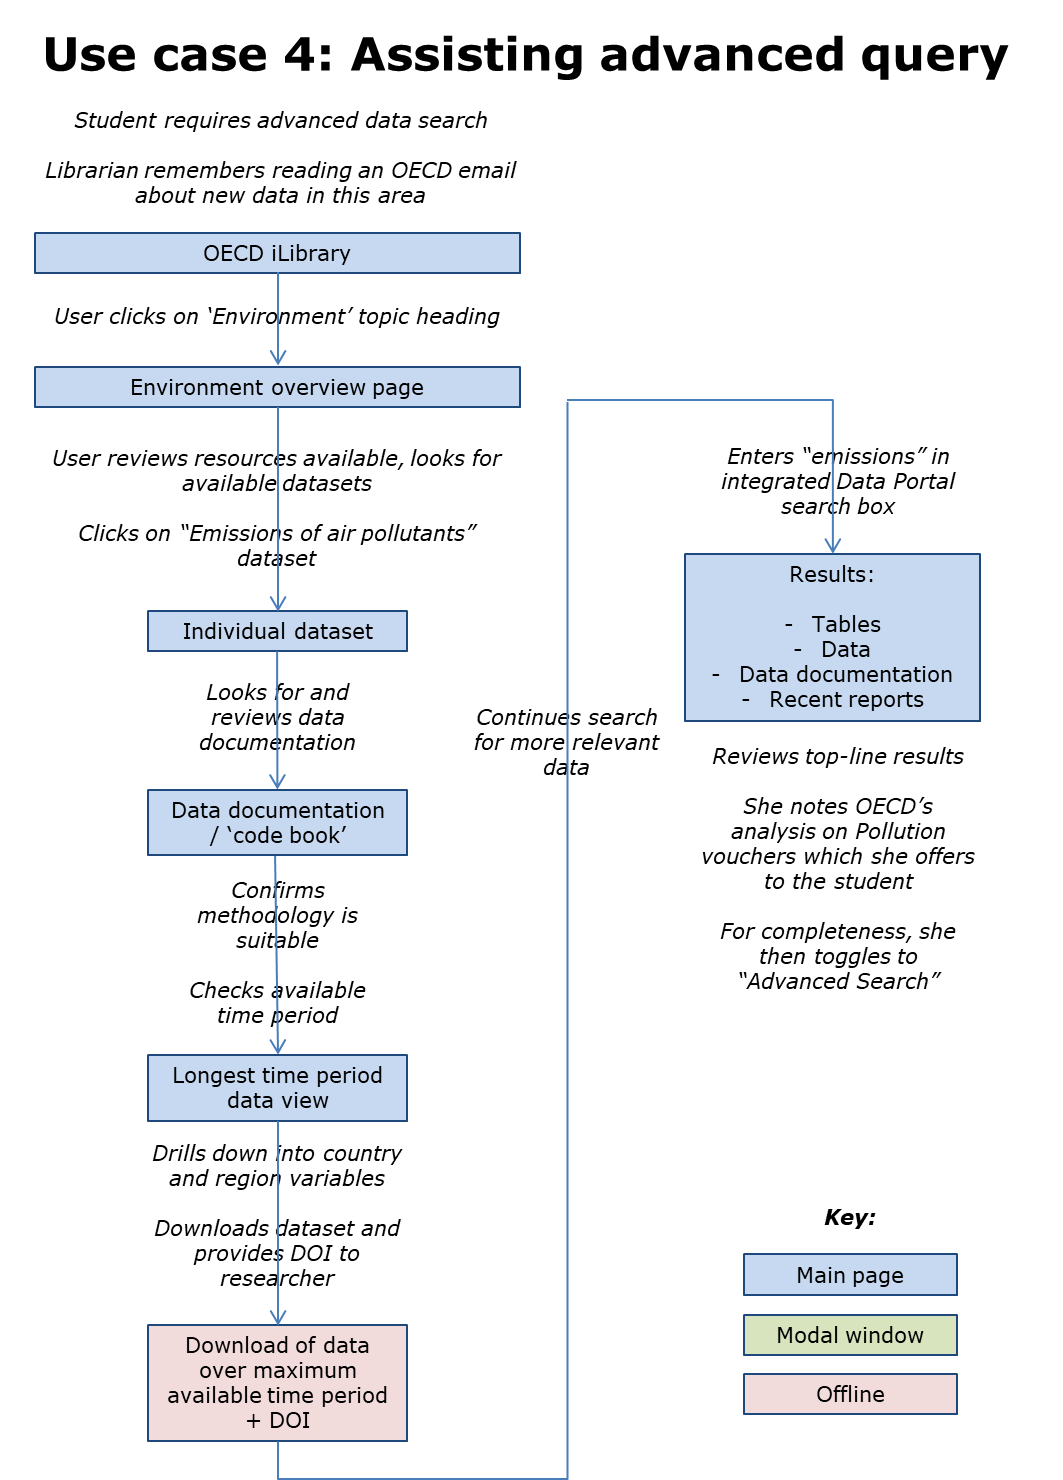 Use case 4: Assisting advanced query
Student requires advanced data search
Librarian remembers reading an OECD email
about new data in this area
OECD iLibrary
User clicks on ‘Environment’ topic heading
Environment overview page
User reviews resources available, looks for
available datasets
Clicks on “Emissions of air pollutants”
dataset
Individual dataset
Looks for and
reviews data
documentation
Data documentation
/ ‘code book’
Confirms
methodology is
suitable
Checks available
time period
Longest time period
data view
Drills down into country
and region variables
Downloads dataset and
provides DOI to
researcher
Download of data
over maximum
available time period
+ DOI
Continues search
for more relevant
data
Enters “emissions” in
integrated Data Portal
search box
Results:
- Tables
- Data
- Data documentation
- Recent reports
Reviews top-line results
She notes OECD’s
analysis on Pollution
vouchers which she offers
to the student
For completeness, she
then toggles to
“Advanced Search”
Key:
Main page
Modal window
Offline